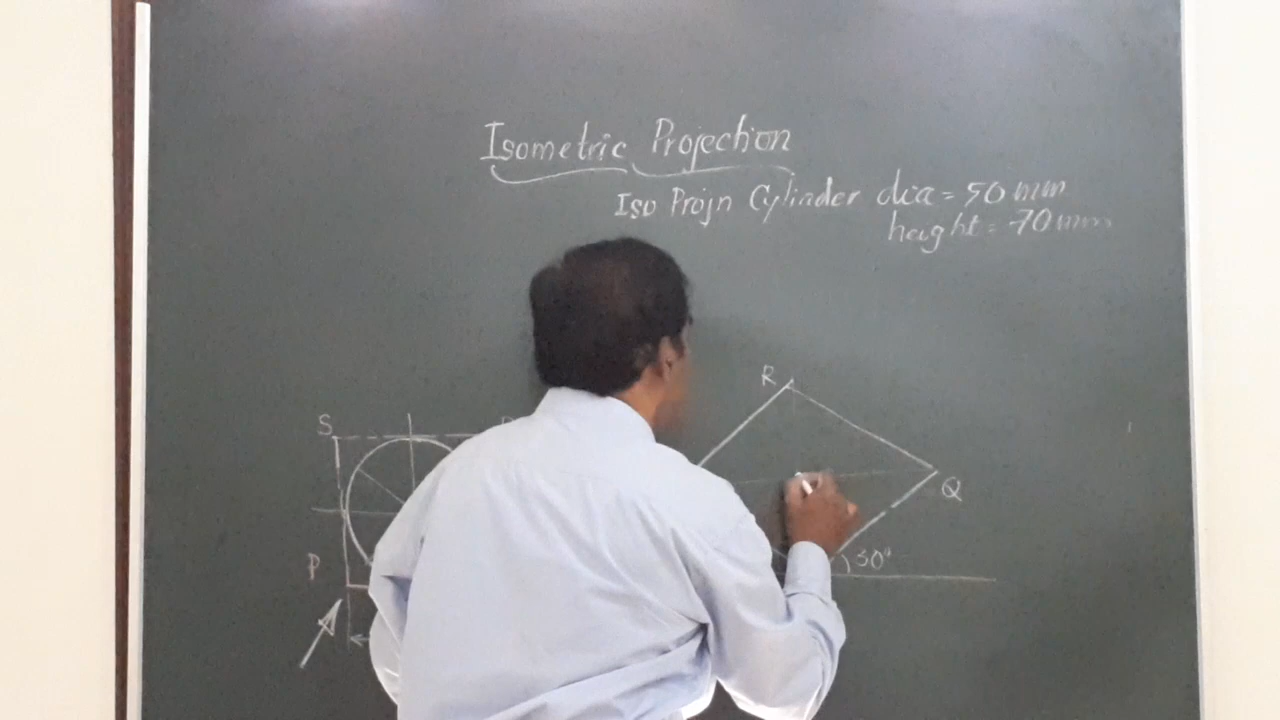 Isometric Projection
Iso Projn Cylinder dia = 50 mm
height = 70 mm
R
S
Q
P
30°